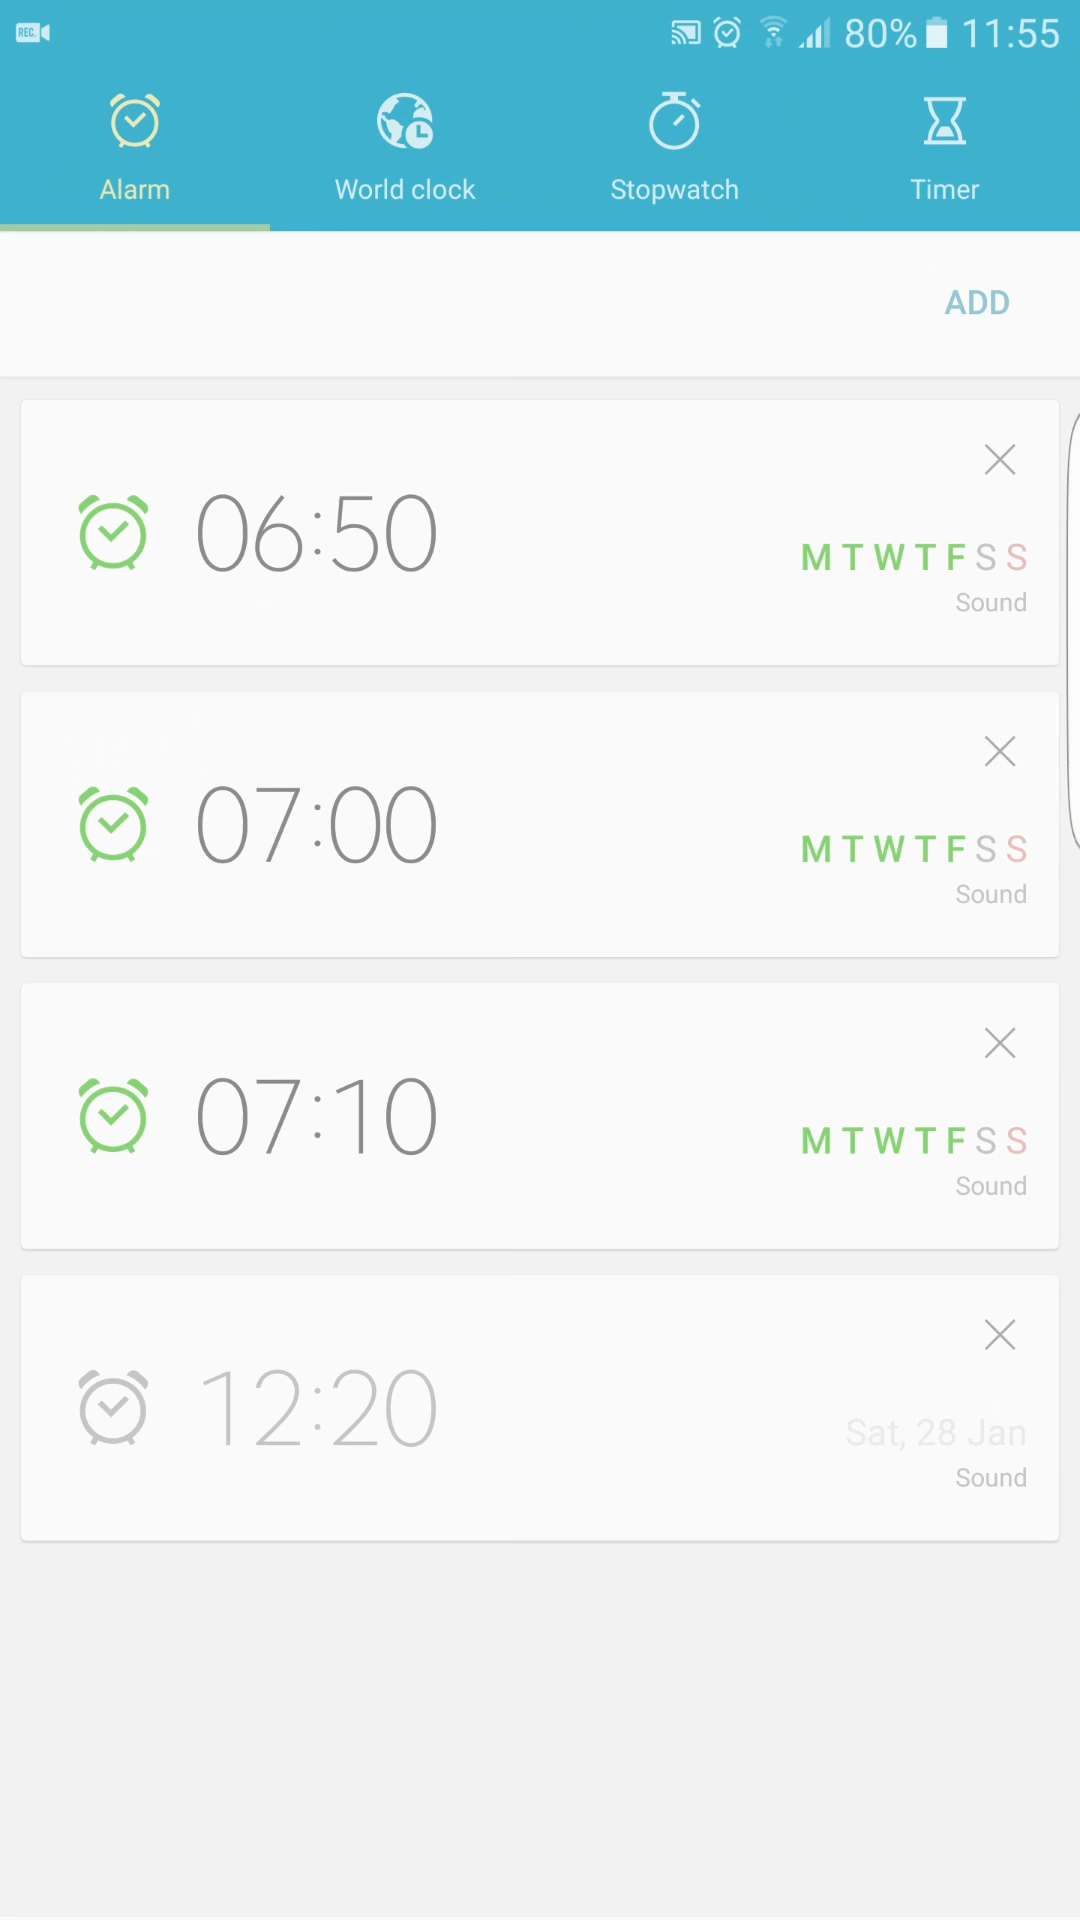 REC. 80% 11:55
Alarm World clock Stopwatch Timer
ADD
06:50
M T W T F S S
Sound
07:00
M T W T F S S
Sound
07:10
M T W T F S S
Sound
12:20
Sat, 28 Jan
Sound